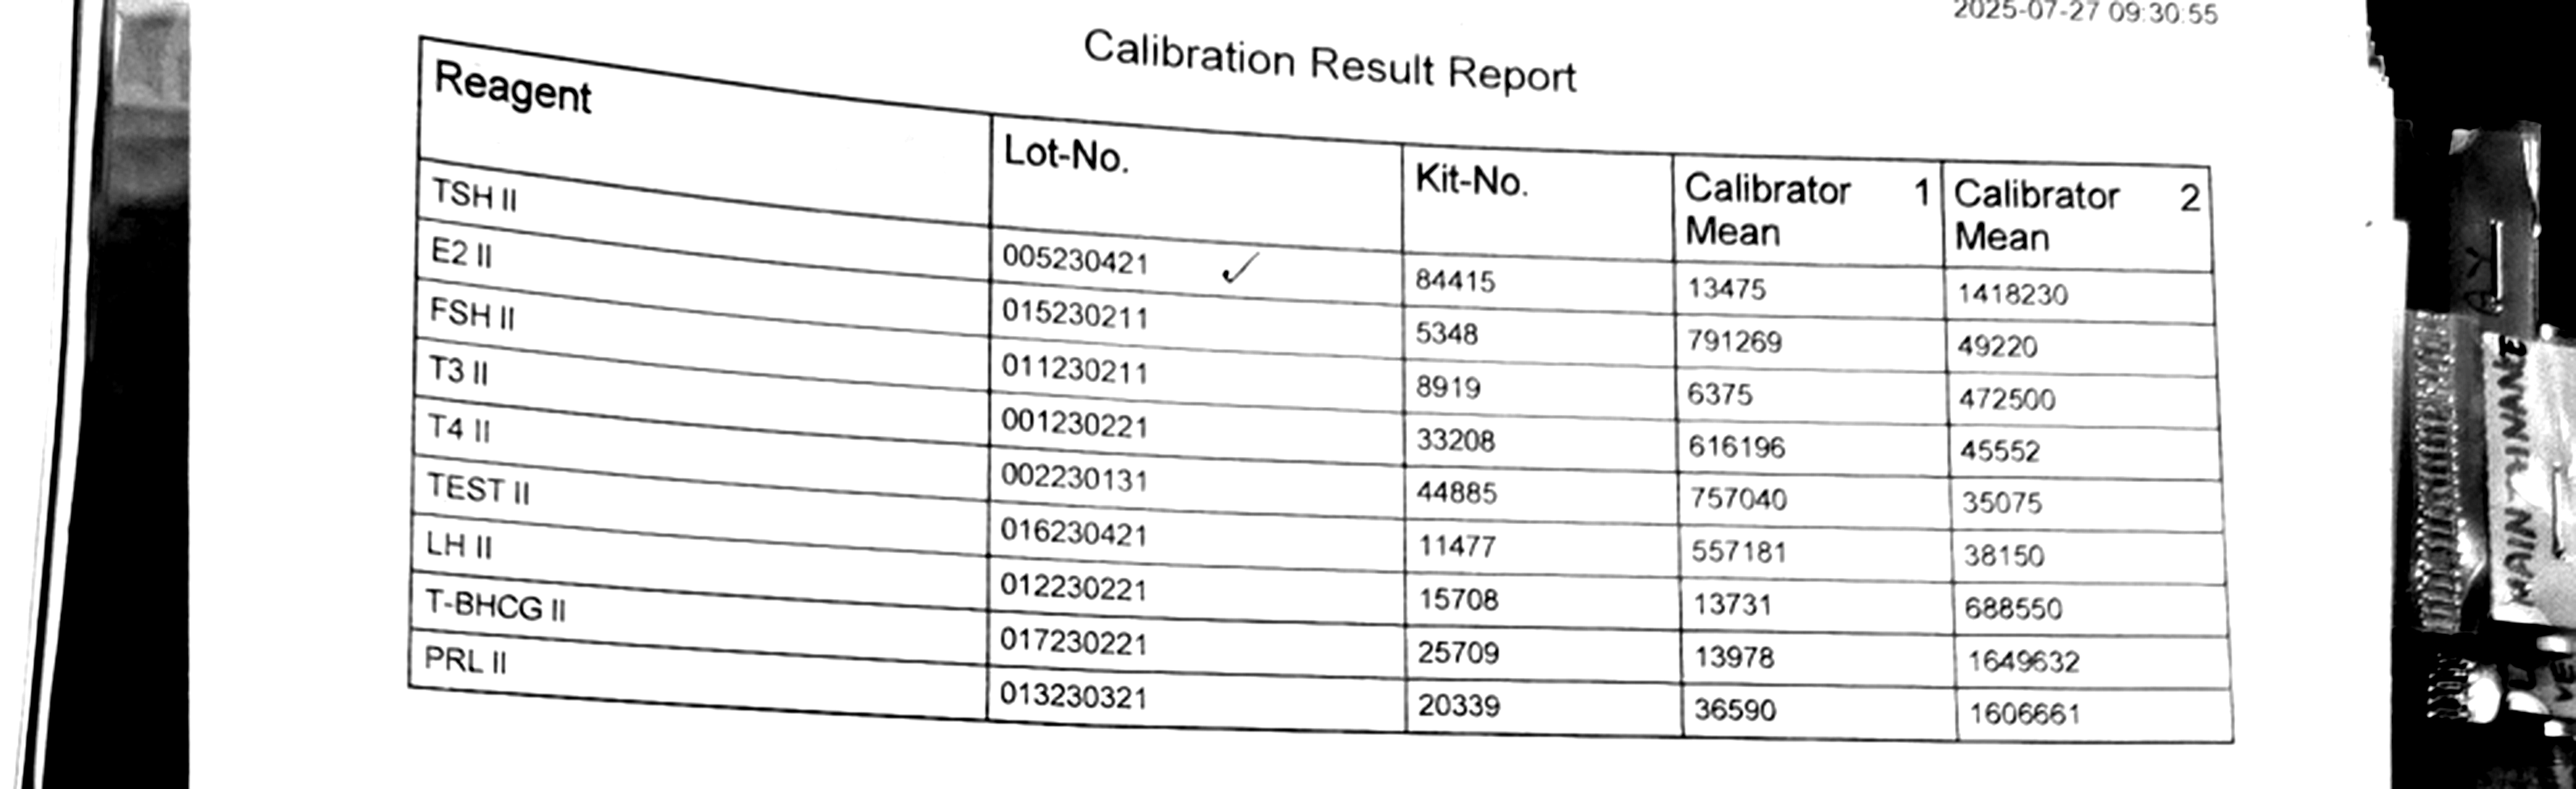 2025-07-27 09:30:55
Calibration Result Report
Reagent Lot-No. Kit-No. Calibrator 1 Mean Calibrator 2 Mean
TSH II 005230421 ✓ 84415 13475 1418230
E2 II 015230211 5348 791269 49220
FSH II 011230211 8919 6375 472500
T3 II 001230221 33208 616196 45552
T4 II 002230131 44885 757040 35075
TEST II 016230421 11477 557181 38150
LH II 012230221 15708 13731 688550
T-BHCG II 017230221 25709 13978 1649632
PRL II 013230321 20339 36590 1606661